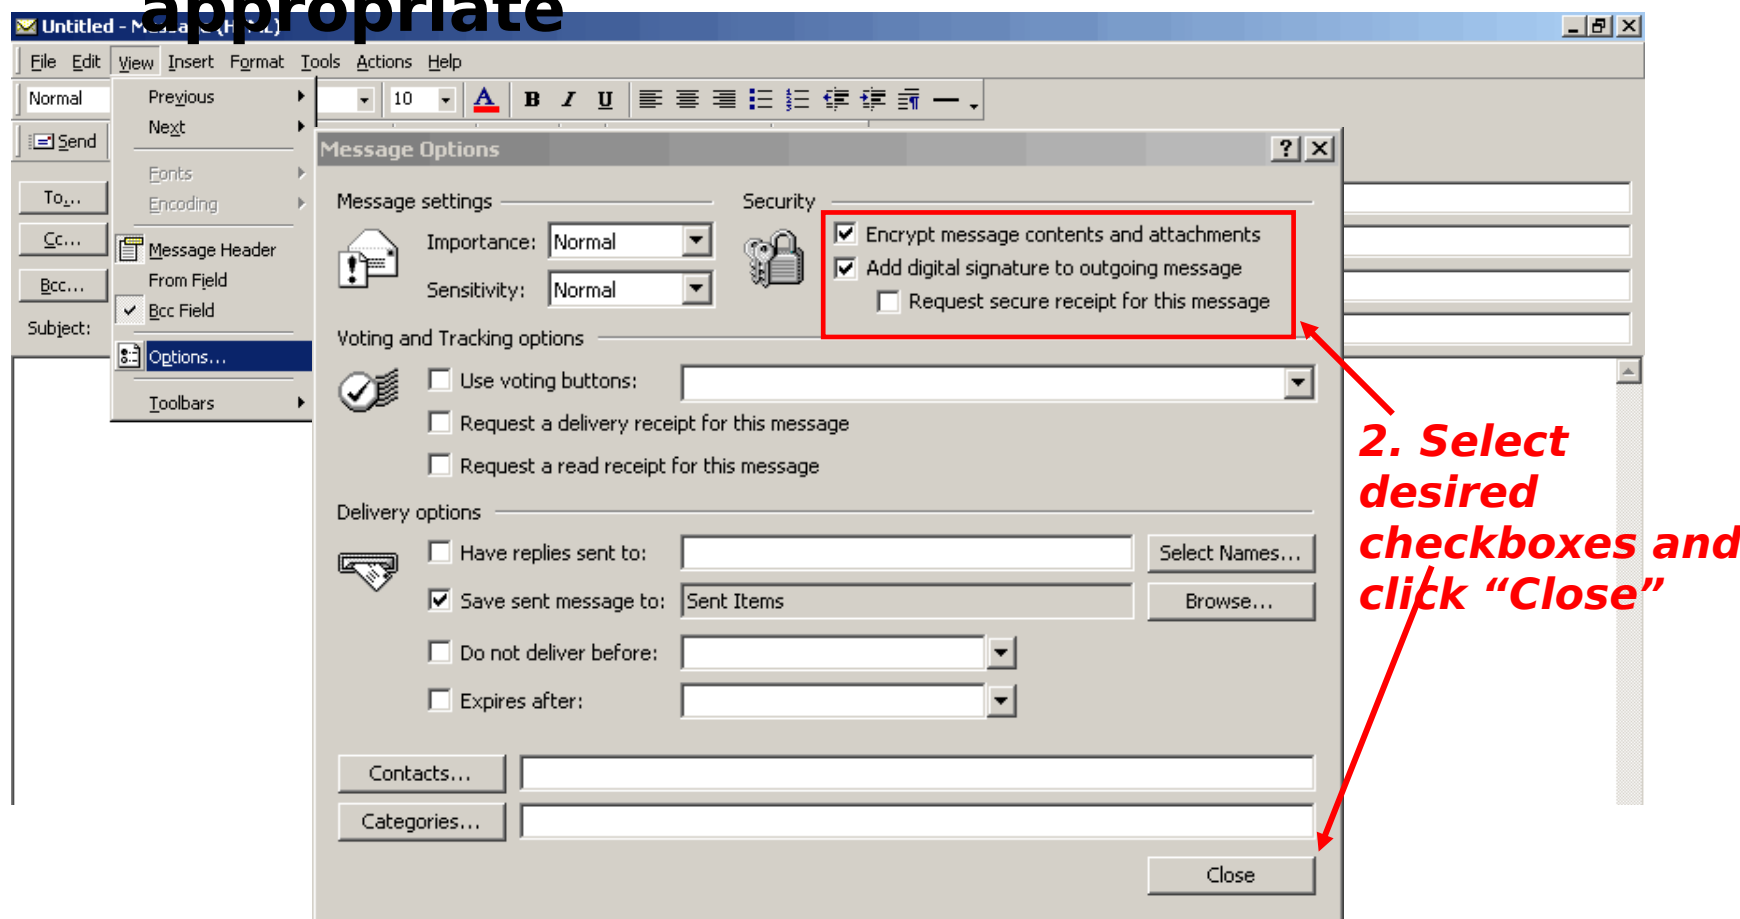 appropriate
Untitled - Message (HTML)
File Edit View Insert Format Tools Actions Help
Normal 10 A B I U
Send
To...
Cc...
Bcc...
Subject:
Previous
Next
Fonts
Encoding
Message Header
From Field
Bcc Field
Options...
Toolbars
Message Options
Message settings
Importance: Normal
Sensitivity: Normal
Security
Encrypt message contents and attachments
Add digital signature to outgoing message
Request secure receipt for this message
Voting and Tracking options
Use voting buttons:
Request a delivery receipt for this message
Request a read receipt for this message
Delivery options
Have replies sent to: Select Names...
Save sent message to: Sent Items Browse...
Do not deliver before:
Expires after:
Contacts...
Categories...
Close
2. Select
desired
checkboxes and
click “Close”